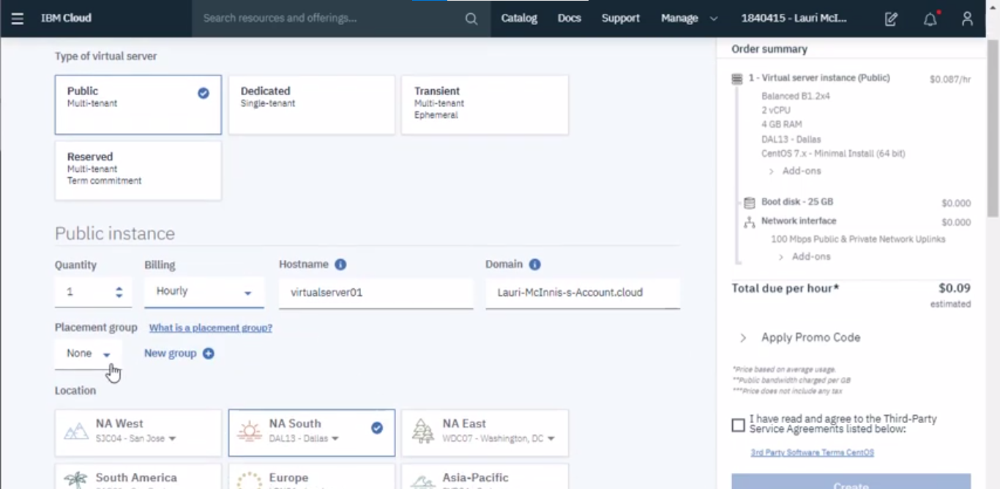 IBM Cloud
Search resources and offerings...
Catalog
Docs
Support
Manage
1840415 - Lauri McI...
Type of virtual server
Public
Multi-tenant
Dedicated
Single-tenant
Transient
Multi-tenant
Ephemeral
Reserved
Multi-tenant
Term commitment
Public instance
Quantity
Billing
Hostname
Domain
1
Hourly
virtualserver01
Lauri-McInnis-s-Account.cloud
Placement group
What is a placement group?
None
New group
Location
NA West
SJC04 - San Jose
NA South
DAL13 - Dallas
NA East
WDC07 - Washington, DC
South America
Europe
Asia-Pacific
Order summary
1 - Virtual server instance (Public) $0.087/hr
Balanced B1.2x4
2 vCPU
4 GB RAM
DAL13 - Dallas
CentOS 7.x - Minimal Install (64 bit)
Add-ons
Boot disk - 25 GB $0.000
Network interface $0.000
100 Mbps Public & Private Network Uplinks
Add-ons
Total due per hour* $0.09
estimated
Apply Promo Code
*Price based on average usage.
**Public bandwidth charged per GB
***Price does not include any tax
I have read and agree to the Third-Party
Service Agreements listed below:
3rd Party Software Terms CentOS
Create